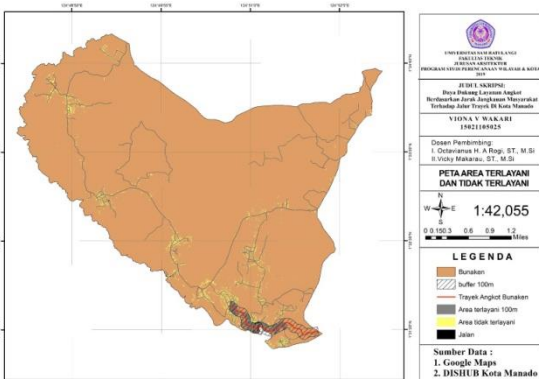 UNIVERSITAS SAM RATULANGI
FAKULTAS TEKNIK
JURUSAN ARSITEKTUR
PROGRAM STUDI PERENCANAAN WILAYAH & KOTA
2019
JUDUL SKRIPSI:
Daya Dukung Layanan Angkot
Berdasarkan Jarak Jangkauan Masyarakat
Terhadap Jalur Trayek Di Kota Manado
VIONA V WAKARI
15021105025
Dosen Pembimbing:
I. Octavianus H. A Rogi, ST., M.Si
II.Vicky Makarau, ST., M.Si
PETA AREA TERLAYANI
DAN TIDAK TERLAYANI
N
W E
S
1:42,055
0 0.150.3 0.6 0.9 1.2
Miles
LEGENDA
Bunaken
buffer 100m
Trayek Angkot Bunaken
Area terlayani 100m
Area tidak terlayani
Jalan
Sumber Data :
1. Google Maps
2. DISHUB Kota Manado